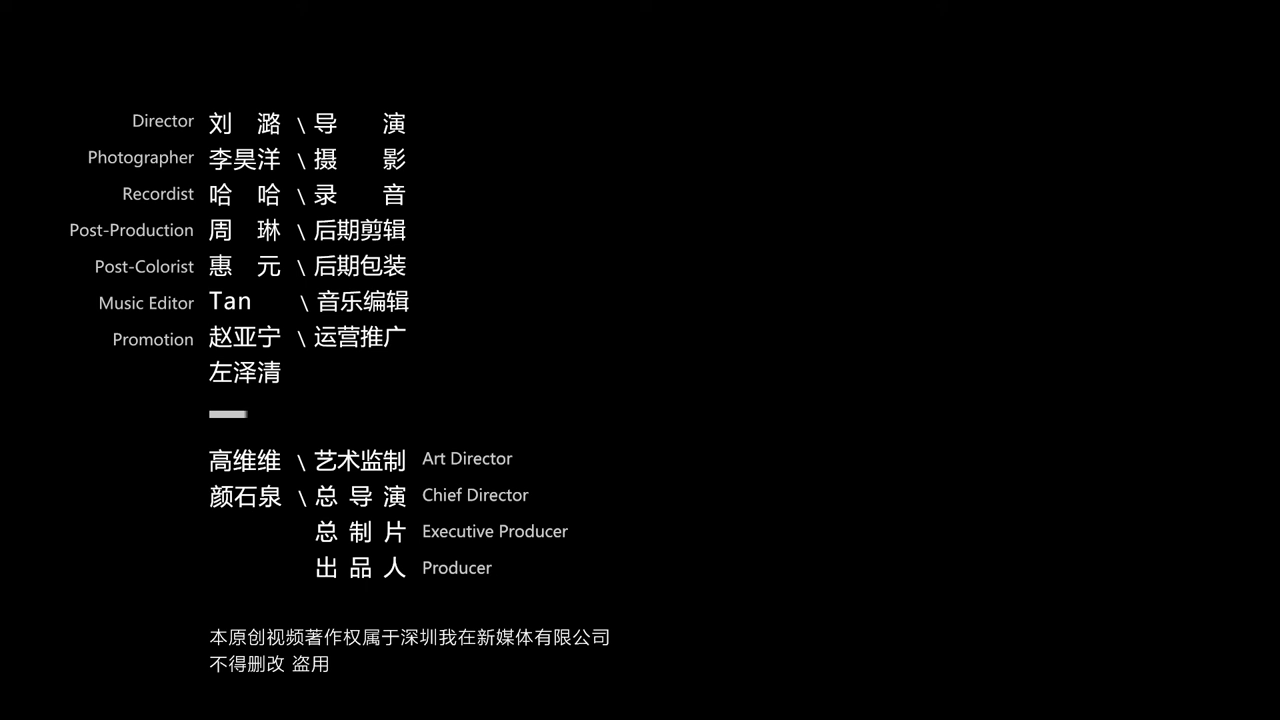 Director 刘 潞 \ 导 演
Photographer 李昊洋 \ 摄 影
Recordist 哈 哈 \ 录 音
Post-Production 周 琳 \ 后期剪辑
Post-Colorist 惠 元 \ 后期包装
Music Editor Tan \ 音乐编辑
Promotion 赵亚宁 \ 运营推广
左泽清
高维维 \ 艺术监制 Art Director
颜石泉 \ 总 导 演 Chief Director
总 制 片 Executive Producer
出 品 人 Producer
本原创视频著作权属于深圳我在新媒体有限公司
不得删改 盗用